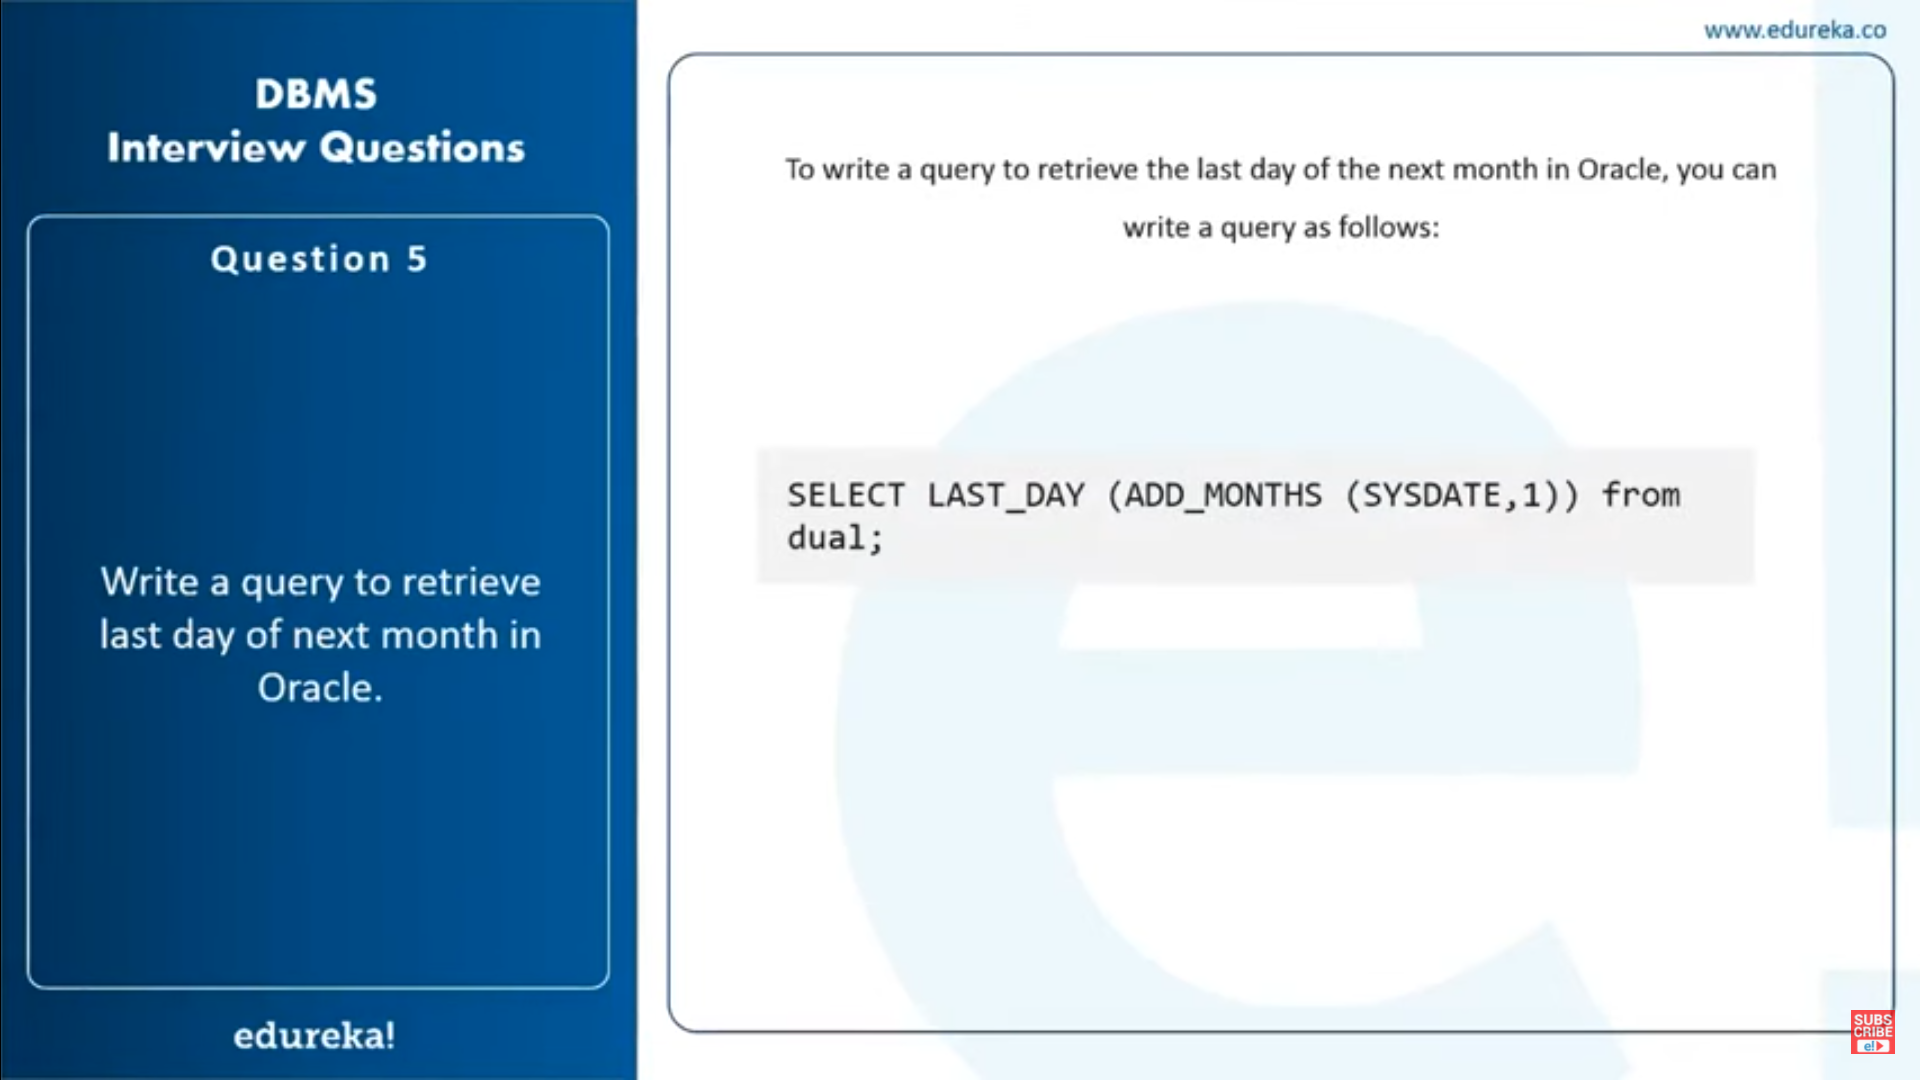 www.edureka.co
DBMS
Interview Questions
Question 5
Write a query to retrieve
last day of next month in
Oracle.
edureka!
To write a query to retrieve the last day of the next month in Oracle, you can
write a query as follows:
SELECT LAST_DAY (ADD_MONTHS (SYSDATE,1)) from
dual;
SUBS
CRIBE
e!